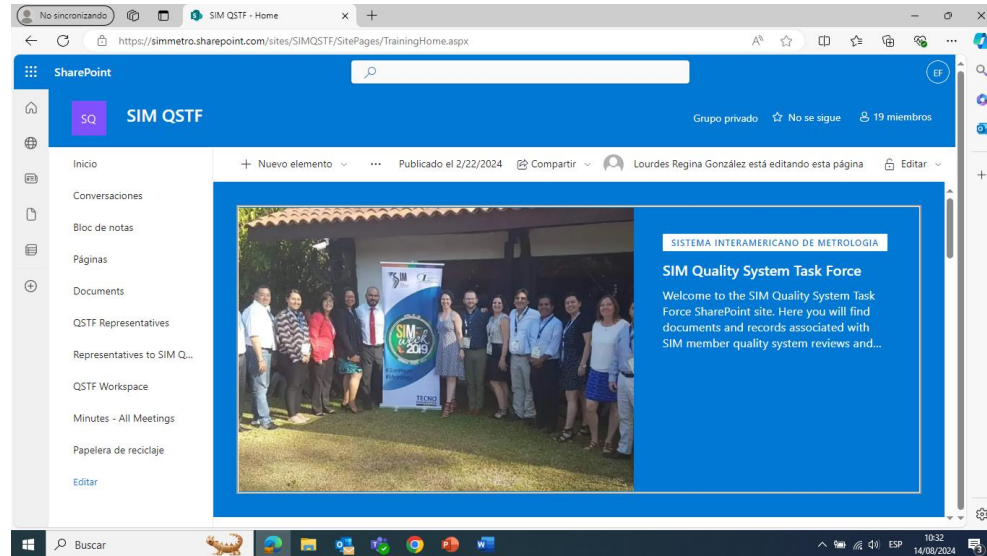 No sincronizando
SIM QSTF - Home
https://simmetro.sharepoint.com/sites/SIMQSTF/SitePages/TrainingHome.aspx
SharePoint
EF
SQ
SIM QSTF
Grupo privado
No se sigue
19 miembros
Inicio
Conversaciones
Bloc de notas
Páginas
Documents
QSTF Representatives
Representatives to SIM Q...
QSTF Workspace
Minutes - All Meetings
Papelera de reciclaje
Editar
Nuevo elemento
Publicado el 2/22/2024
Compartir
Lourdes Regina González está editando esta página
Editar
SIM
SIM
week
2019
TECNO
SISTEMA INTERAMERICANO DE METROLOGIA
SIM Quality System Task Force
Welcome to the SIM Quality System Task
Force SharePoint site. Here you will find
documents and records associated with
SIM member quality system reviews and...
Buscar
ESP
10:32
14/08/2024
3